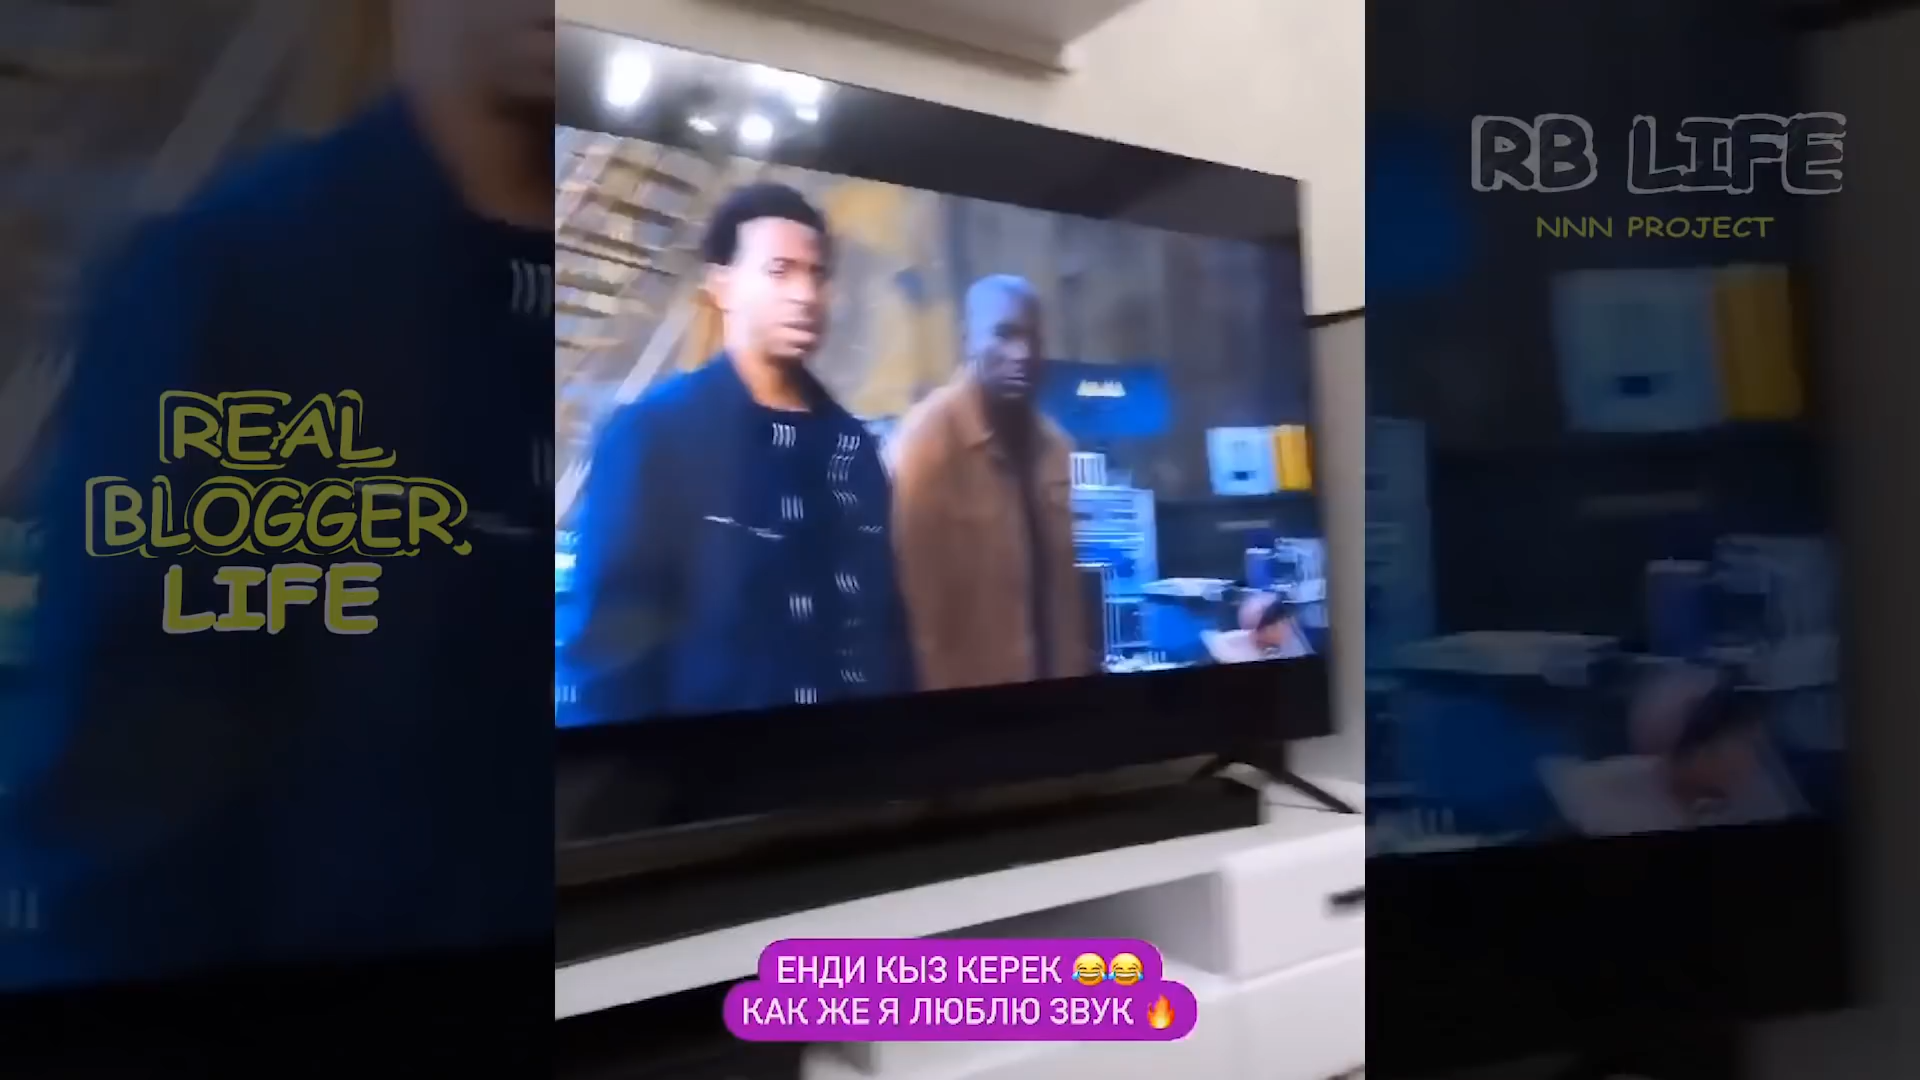 RB LIFE
NNN PROJECT
REAL
BLOGGER
LIFE
ЕНДИ КЫЗ КЕРЕК 😂😂
КАК ЖЕ Я ЛЮБЛЮ ЗВУК 🔥